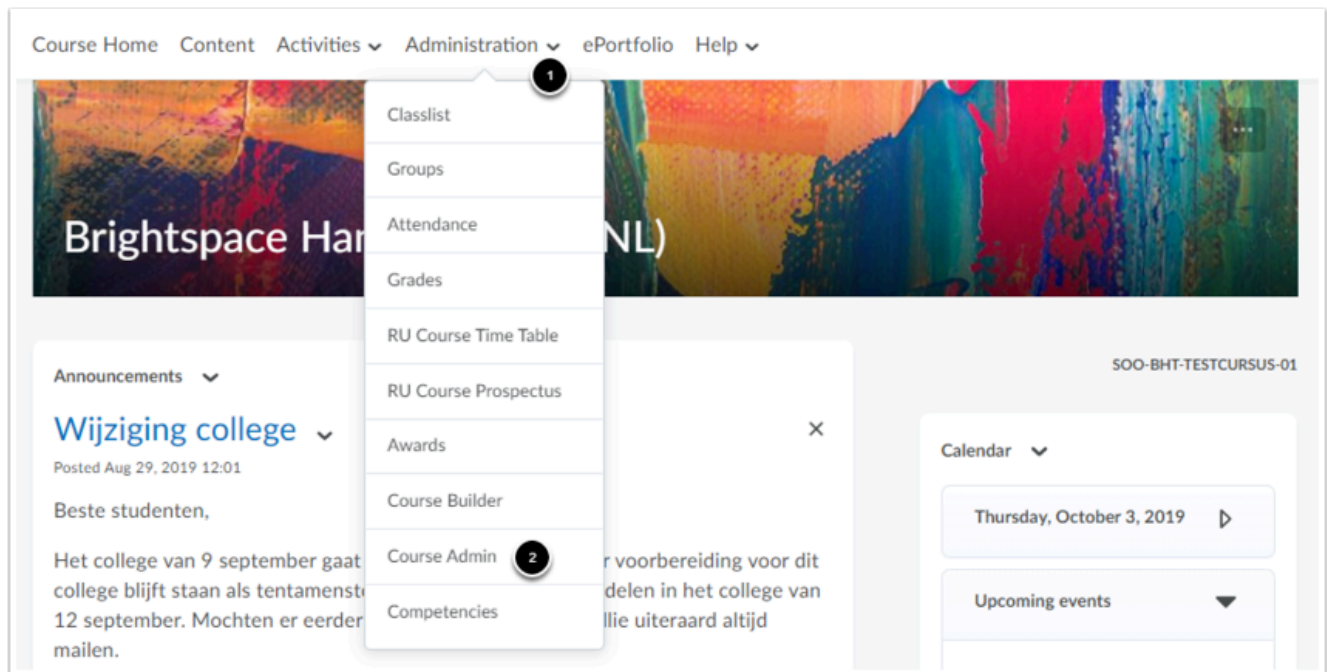 Course Home Content Activities Administration ePortfolio Help
1
Classlist
Groups
Attendance
Grades
RU Course Time Table
RU Course Prospectus
Awards
Course Builder
Course Admin 2
Competencies
Brightspace Har NL)
SOO-BHT-TESTCURSUS-01
Announcements
Wijziging college
Posted Aug 29, 2019 12:01
Beste studenten,
Het college van 9 september gaat r voorbereiding voor dit
college blijft staan als tentamenst delen in het college van
12 september. Mochten er eerder llie uiteraard altijd
mailen.
Calendar
Thursday, October 3, 2019
Upcoming events